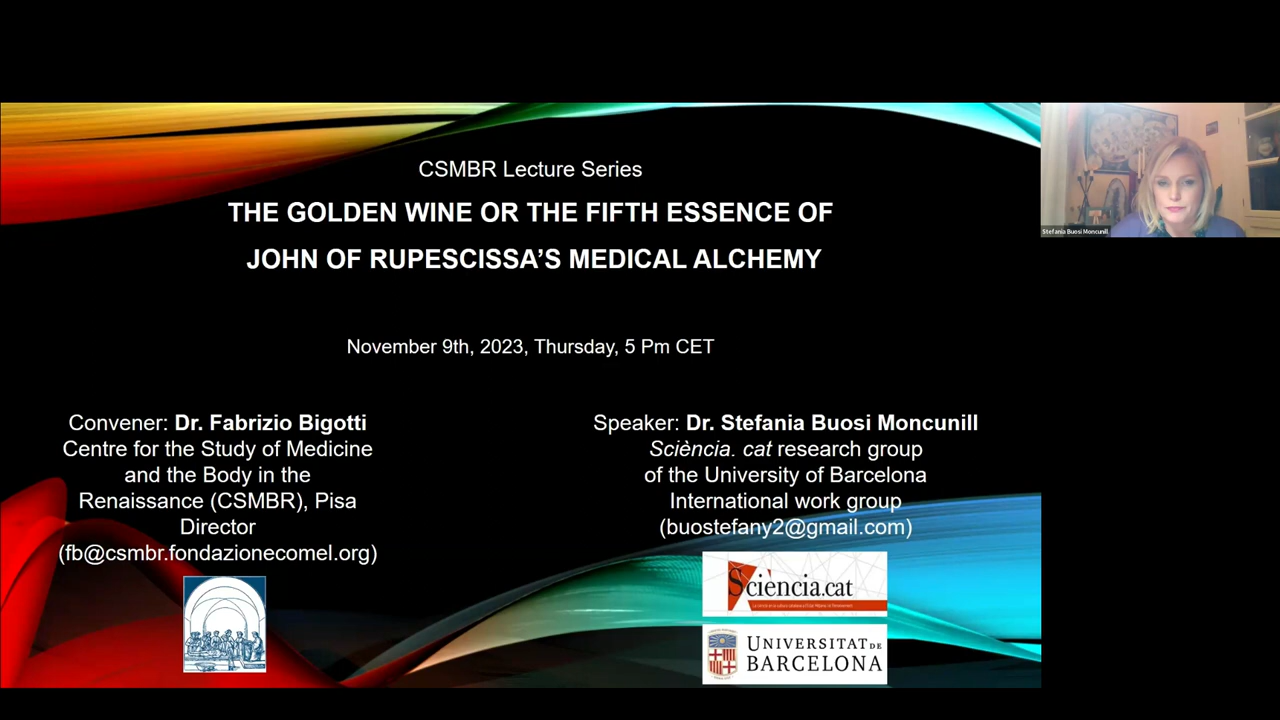 CSMBR Lecture Series
THE GOLDEN WINE OR THE FIFTH ESSENCE OF
JOHN OF RUPESCISSA'S MEDICAL ALCHEMY
November 9th, 2023, Thursday, 5 Pm CET
Convener: Dr. Fabrizio Bigotti
Centre for the Study of Medicine
and the Body in the
Renaissance (CSMBR), Pisa
Director
(fb@csmbr.fondazionecomel.org)
Speaker: Dr. Stefania Buosi Moncunill
Sciència. cat research group
of the University of Barcelona
International work group
(buostefany2@gmail.com)
Sciència.cat
UNIVERSITAT DE
BARCELONA
Stefania Buosi Moncunill